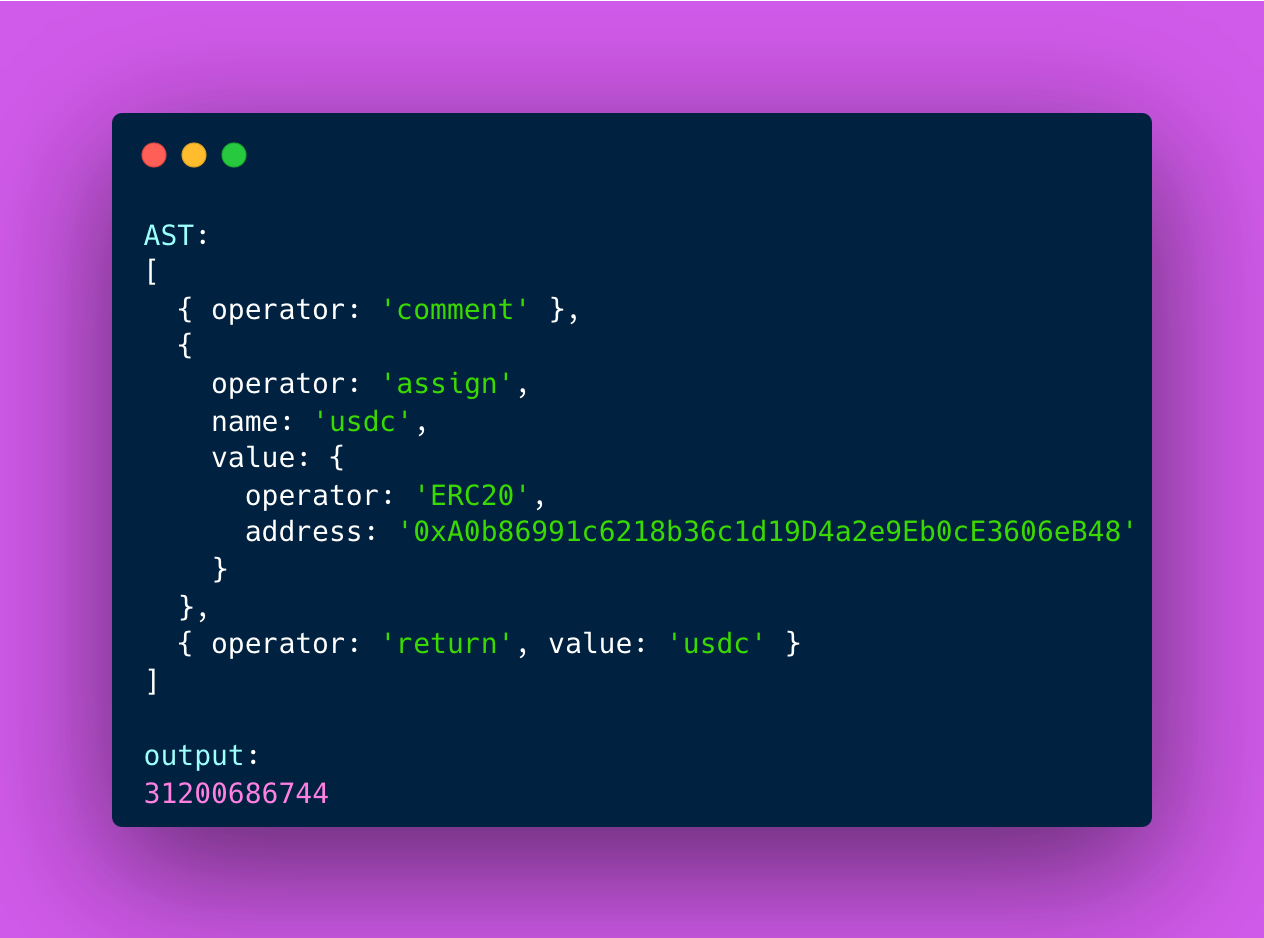 AST:
[
  { operator: 'comment' },
  {
    operator: 'assign',
    name: 'usdc',
    value: {
      operator: 'ERC20',
      address: '0xA0b86991c6218b36c1d19D4a2e9Eb0cE3606eB48'
    }
  },
  { operator: 'return', value: 'usdc' }
]
output:
31200686744